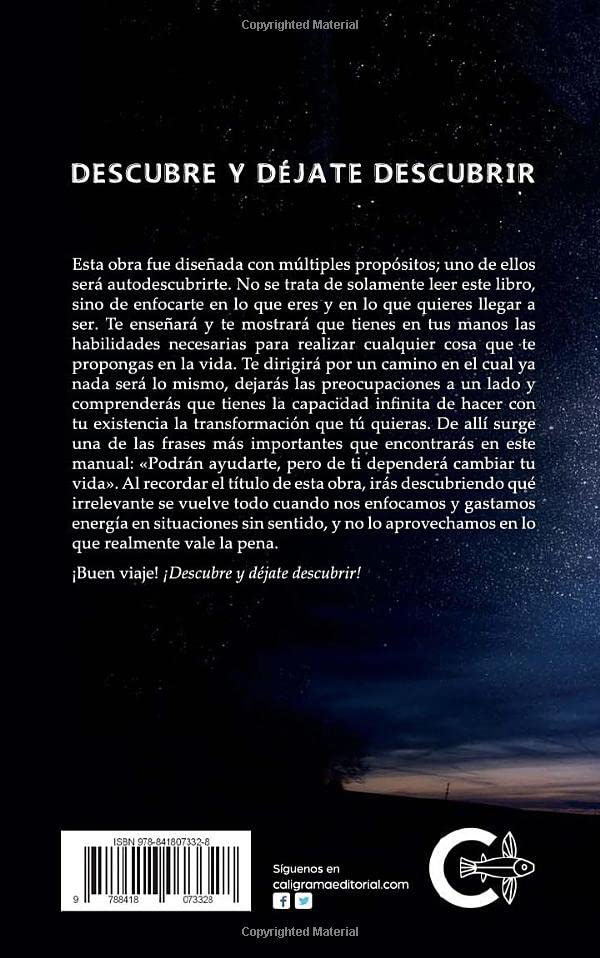 Copyrighted Material
DESCUBRE Y DÉJATE DESCUBRIR
Esta obra fue diseñada con múltiples propósitos; uno de ellos
será autodescubrirte. No se trata de solamente leer este libro,
sino de enfocarte en lo que eres y en lo que quieres llegar a
ser. Te enseñará y te mostrará que tienes en tus manos las
habilidades necesarias para realizar cualquier cosa que te
propongas en la vida. Te dirigirá por un camino en el cual ya
nada será lo mismo, dejarás las preocupaciones a un lado y
comprenderás que tienes la capacidad infinita de hacer con
tu existencia la transformación que tú quieras. De allí surge
una de las frases más importantes que encontrarás en este
manual: «Podrán ayudarte, pero de ti dependerá cambiar tu
vida». Al recordar el título de esta obra, irás descubriendo qué
irrelevante se vuelve todo cuando nos enfocamos y gastamos
energía en situaciones sin sentido, y no lo aprovechamos en lo
que realmente vale la pena.
¡Buen viaje! ¡Descubre y déjate descubrir!
ISBN 978-841807332-8
9 788418 073328
Síguenos en
caligramaeditorial.com
Copyrighted Material